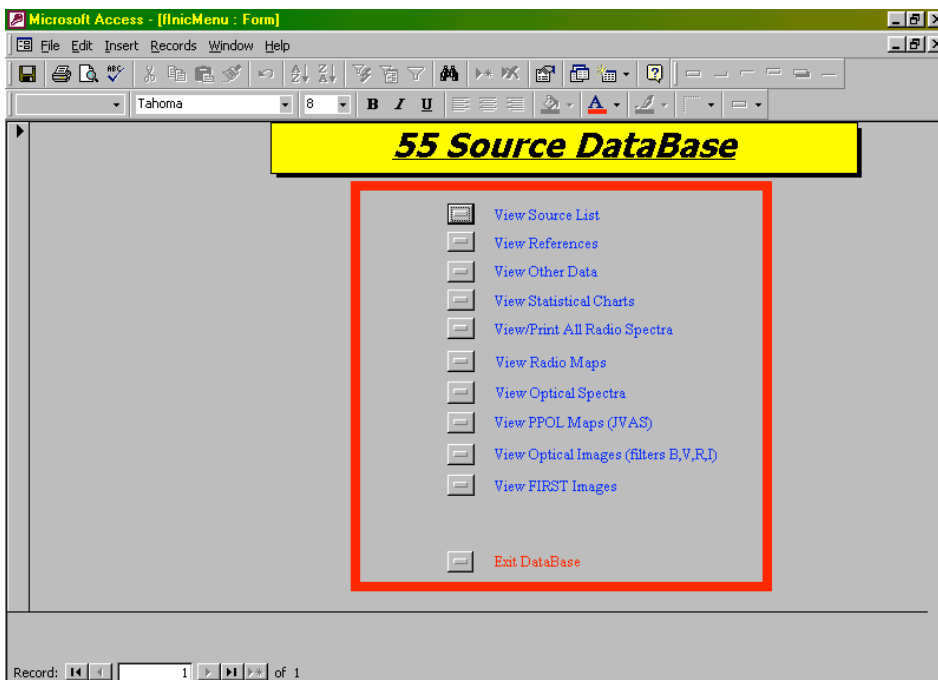 Microsoft Access - [fInicMenu : Form]
File Edit Insert Records Window Help
Tahoma 8 B I U A
55 Source DataBase
View Source List
View References
View Other Data
View Statistical Charts
View/Print All Radio Spectra
View Radio Maps
View Optical Spectra
View PPOL Maps (JVAS)
View Optical Images (filters B,V,R,I)
View FIRST Images
Exit DataBase
Record: 1 of 1